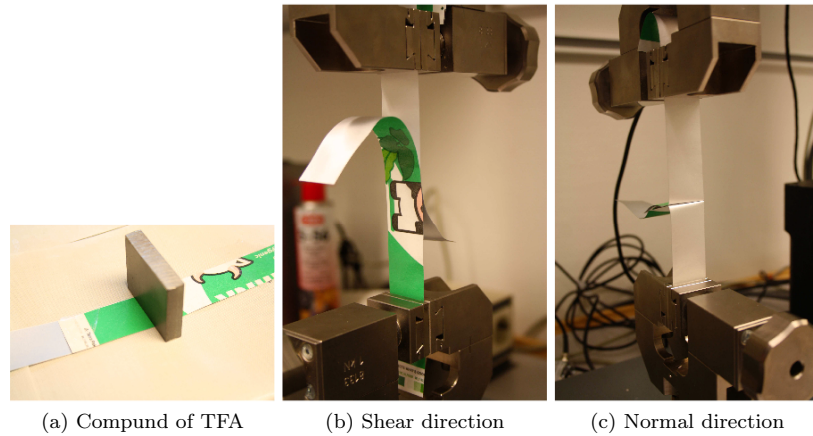 (a) Compund of TFA
(b) Shear direction
(c) Normal direction